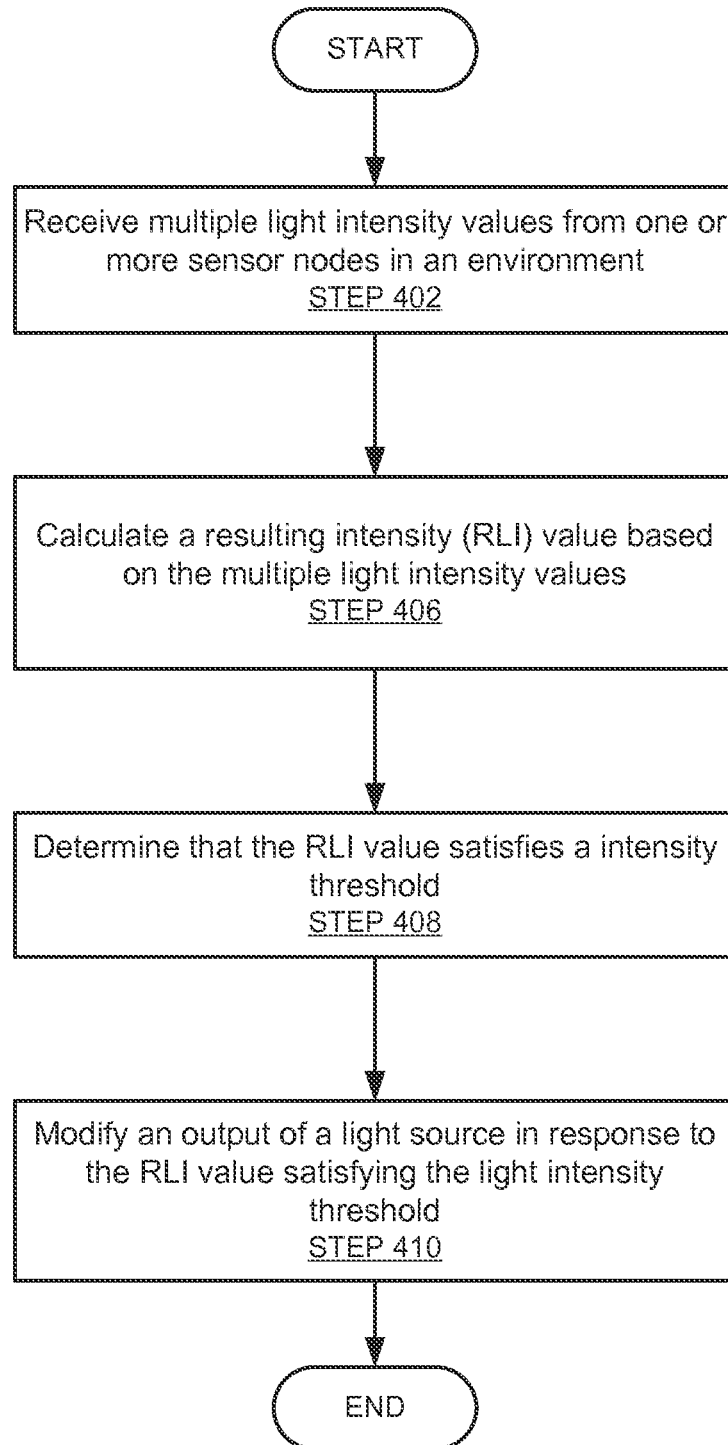 START
Receive multiple light intensity values from one or
more sensor nodes in an environment
STEP 402
Calculate a resulting intensity (RLI) value based
on the multiple light intensity values
STEP 406
Determine that the RLI value satisfies a intensity
threshold
STEP 408
Modify an output of a light source in response to
the RLI value satisfying the light intensity
threshold
STEP 410
END